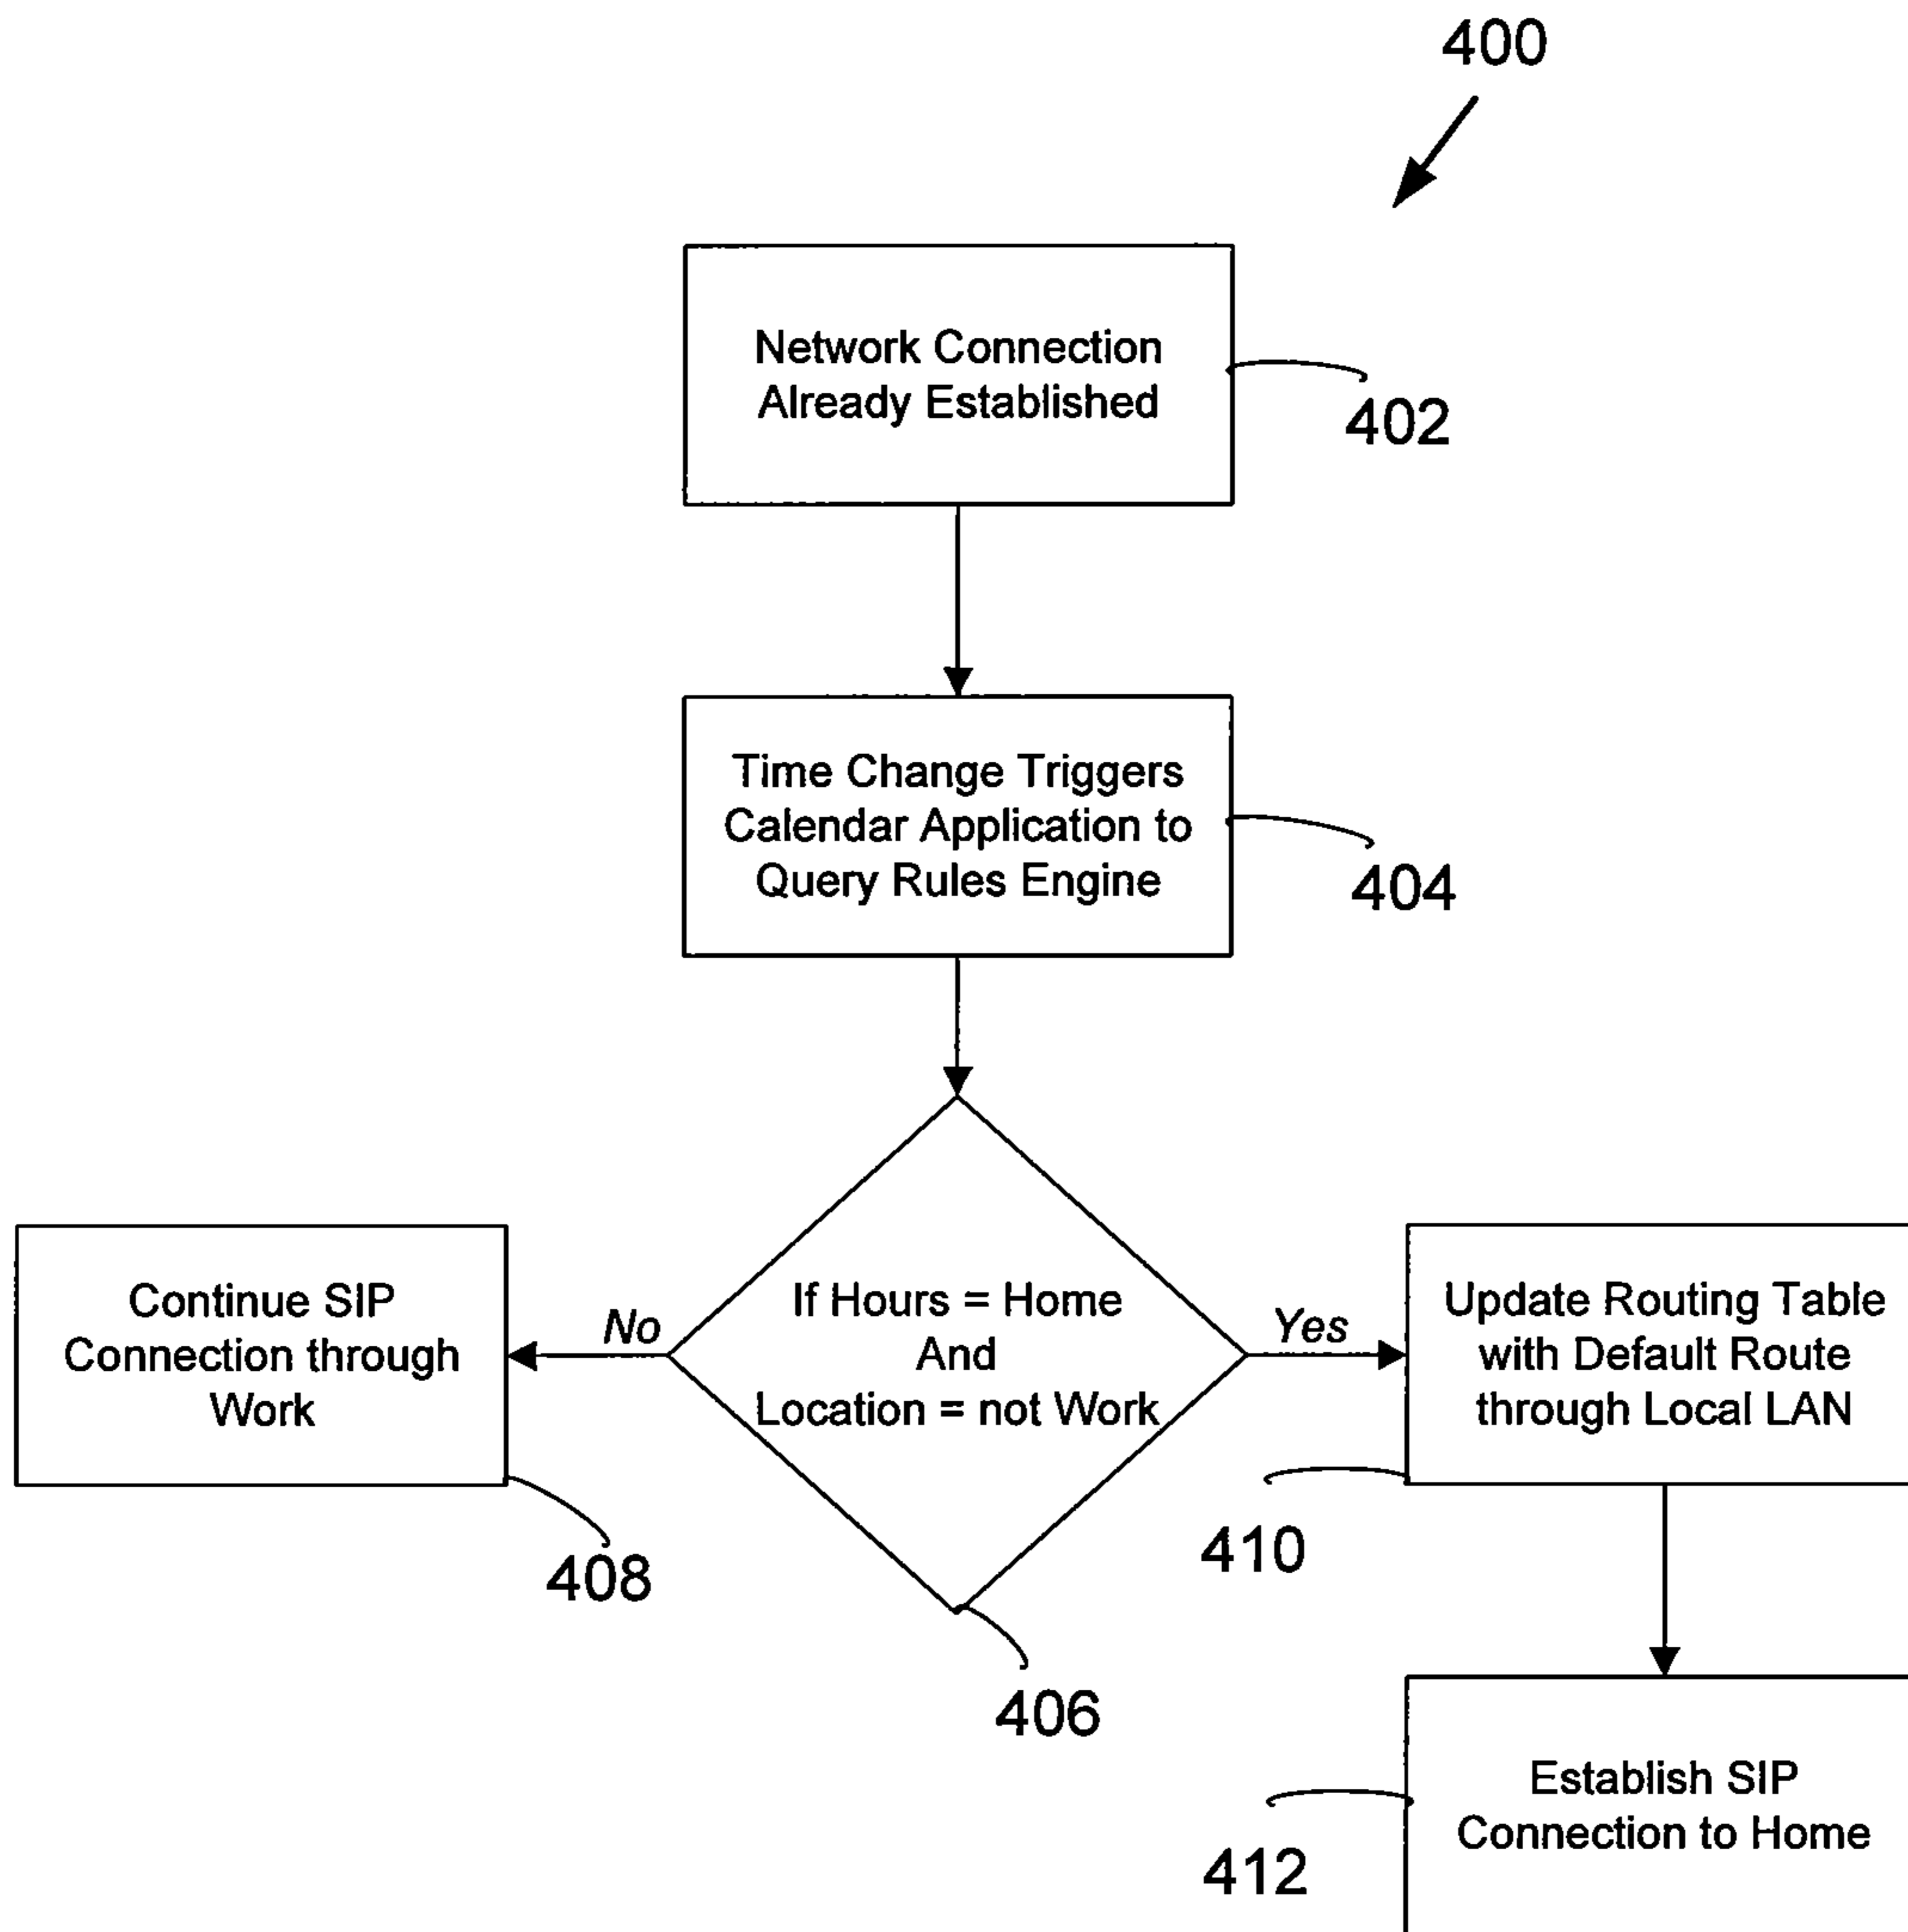 400
Network Connection
Already Established
402
Time Change Triggers
Calendar Application to
Query Rules Engine
404
If Hours = Home
And
Location = not Work
406
No
Continue SIP
Connection through
Work
408
Yes
Update Routing Table
with Default Route
through Local LAN
410
Establish SIP
Connection to Home
412